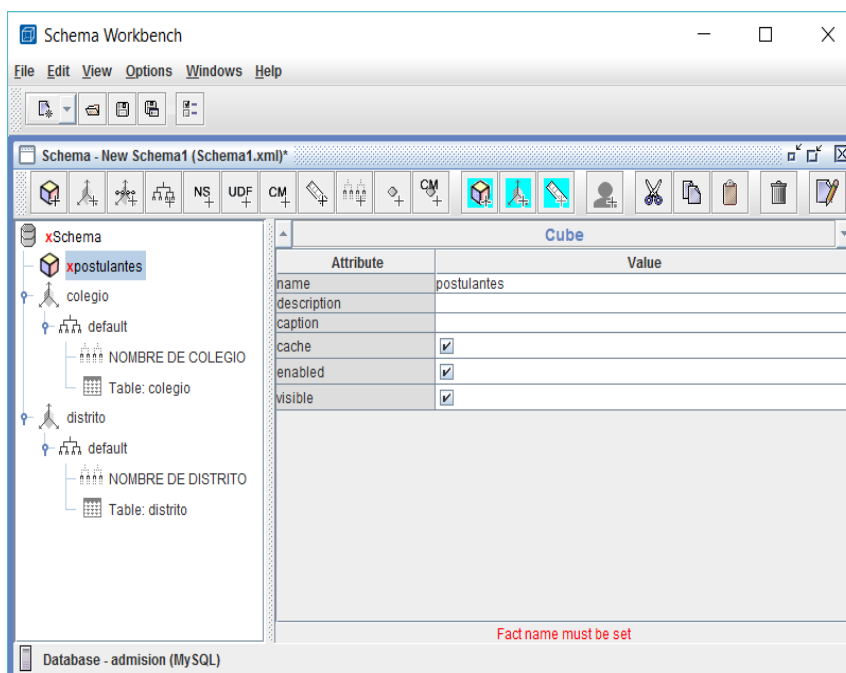 Schema Workbench
File Edit View Options Windows Help
Schema - New Schema1 (Schema1.xml)*
NS UDF CM CM
xSchema
xpostulantes
colegio
default
NOMBRE DE COLEGIO
Table: colegio
distrito
default
NOMBRE DE DISTRITO
Table: distrito
Cube
Attribute Value
name postulantes
description
caption
cache
enabled
visible
Fact name must be set
Database - admision (MySQL)